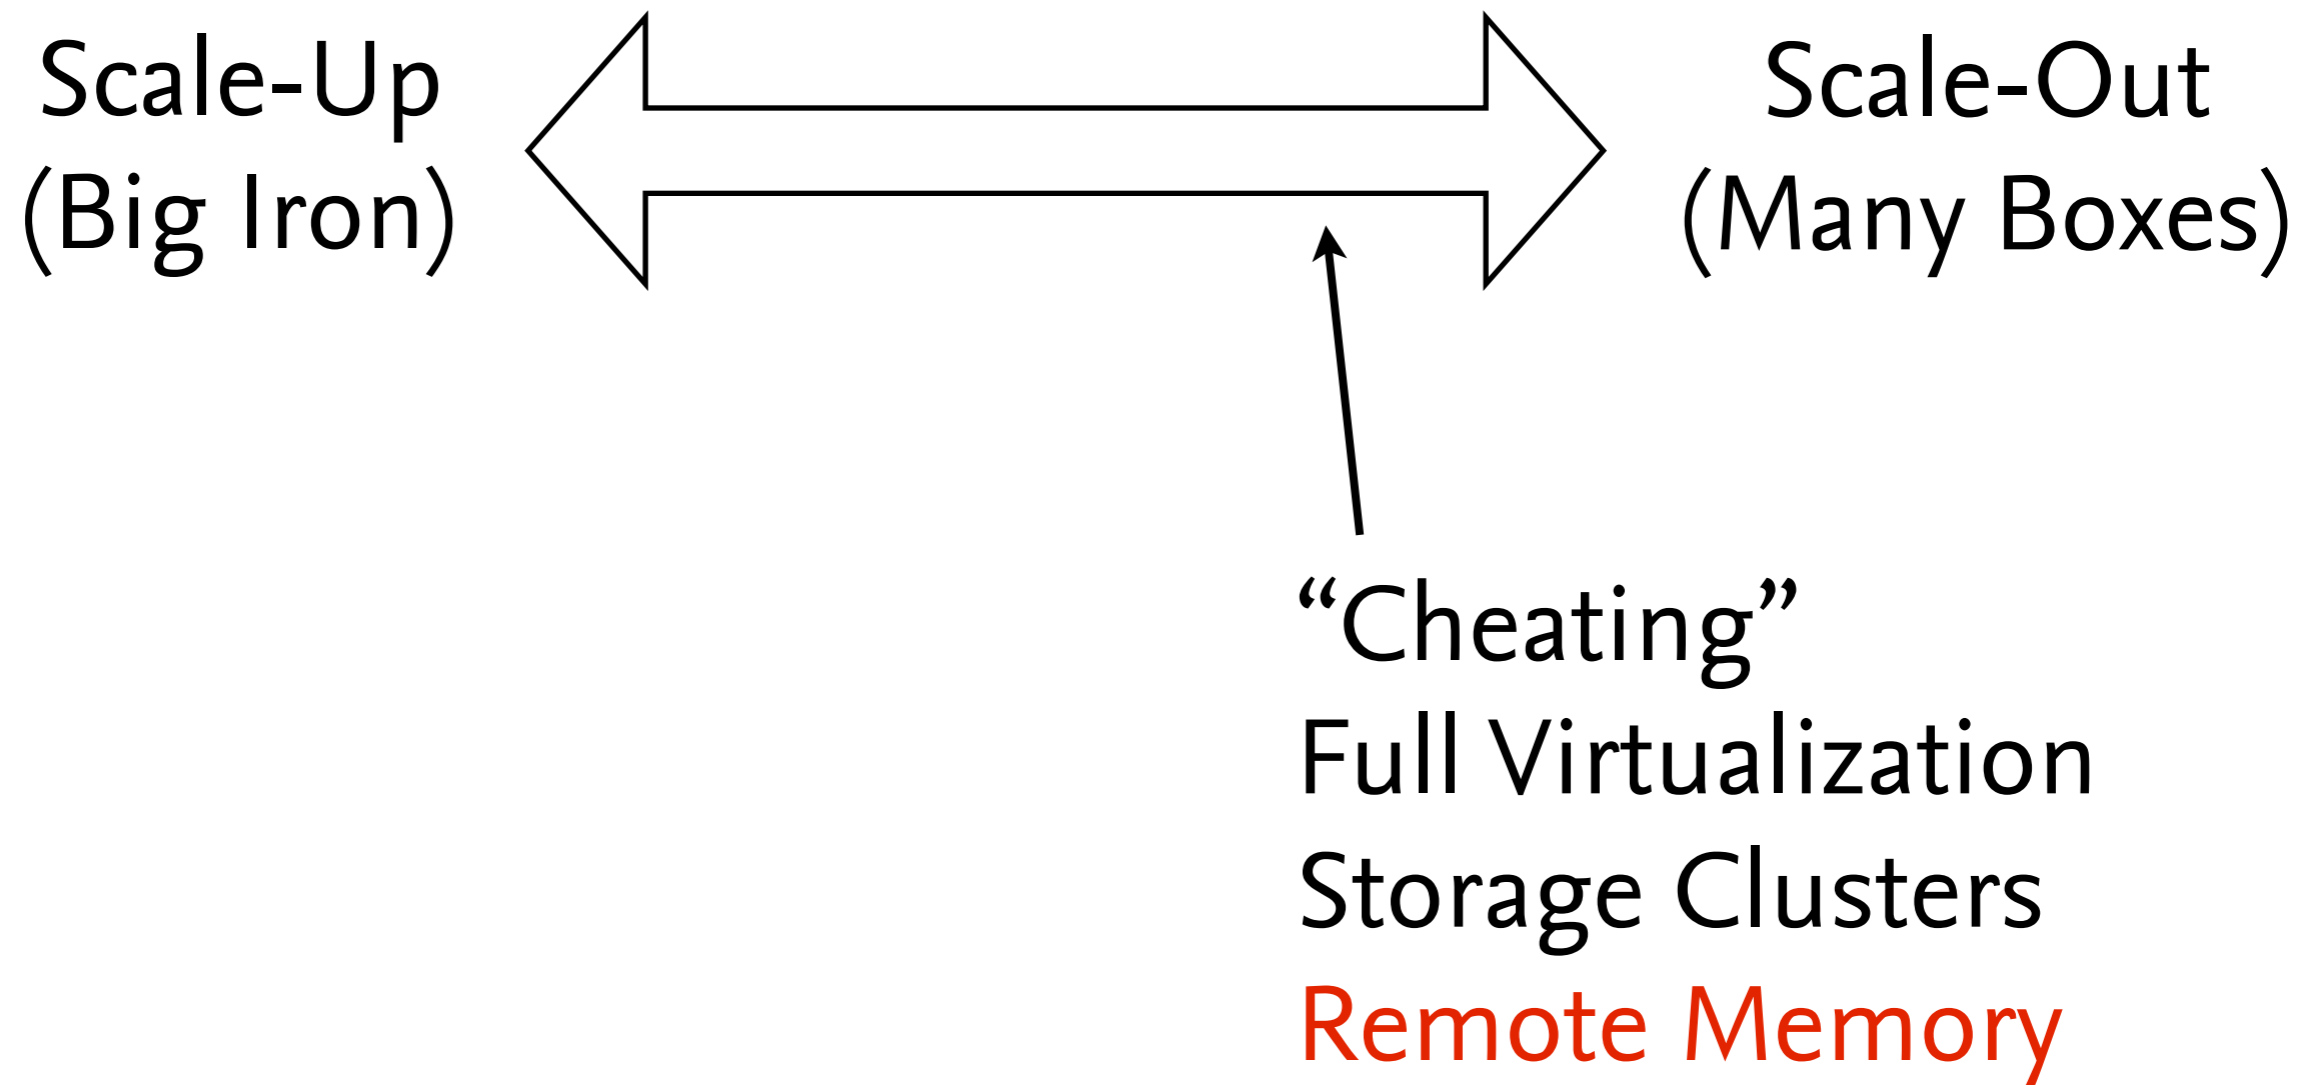 Scale-Up
(Big Iron)
Scale-Out
(Many Boxes)
“Cheating”
Full Virtualization
Storage Clusters
Remote Memory